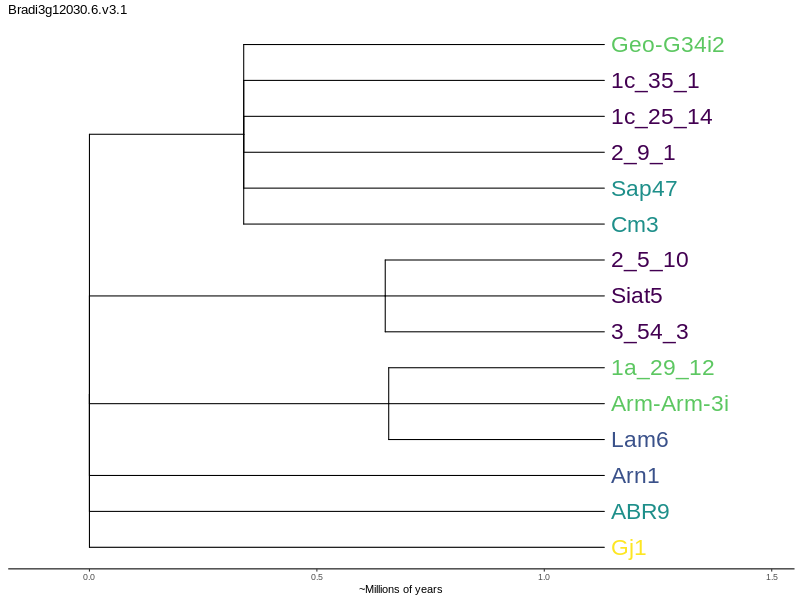 Bradi3g12030.6.v3.1
Geo-G34i2
1c_35_1
1c_25_14
2_9_1
Sap47
Cm3
2_5_10
Siat5
3_54_3
1a_29_12
Arm-Arm-3i
Lam6
Arn1
ABR9
Gj1
0.0 0.5 1.0 1.5
~Millions of years